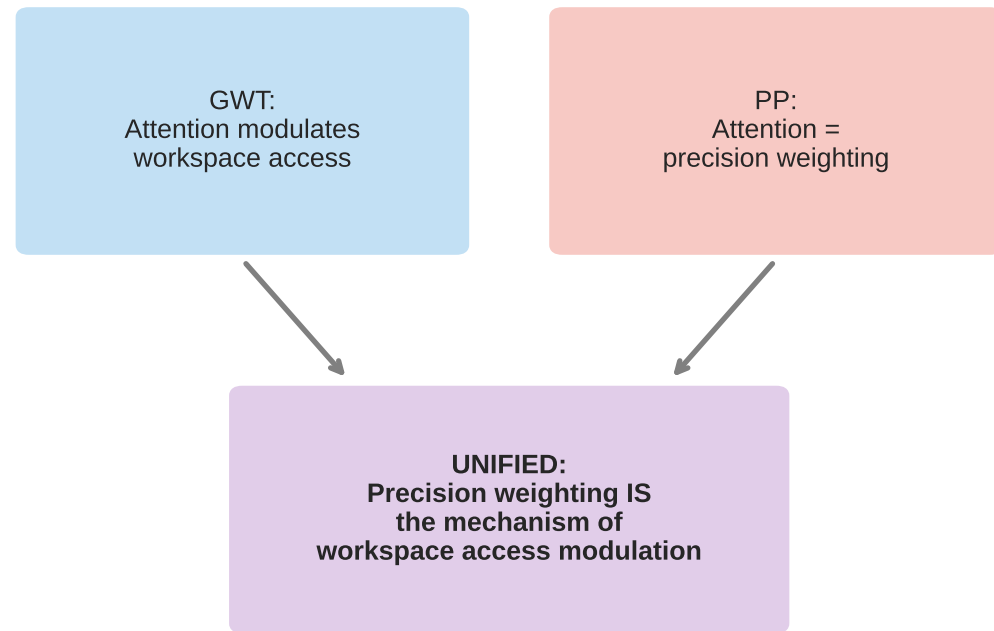 GWT:
Attention modulates
workspace access
PP:
Attention =
precision weighting
UNIFIED:
Precision weighting IS
the mechanism of
workspace access modulation